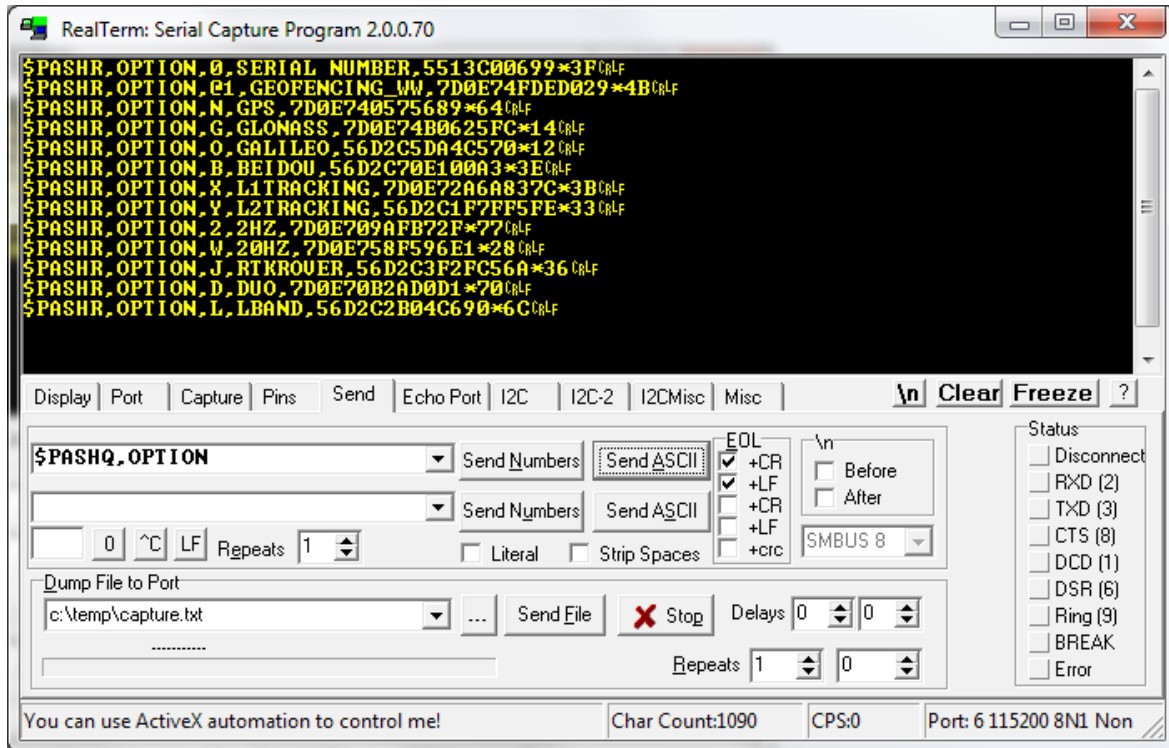 RealTerm: Serial Capture Program 2.0.0.70
$PASHR,OPTION,0,SERIAL NUMBER,5513C00699*3FCRLF
$PASHR,OPTION,@1,GEOFENCING_WW,7D0E74FDED029*4BCRLF
$PASHR,OPTION,N,GPS,7D0E740575689*64CRLF
$PASHR,OPTION,G,GLONASS,7D0E74B0625FC*14CRLF
$PASHR,OPTION,O,GALILEO,56D2C5DA4C570*12CRLF
$PASHR,OPTION,B,BEIDOU,56D2C70E100A3*3ECRLF
$PASHR,OPTION,X,L1TRACKING,7D0E72A6A837C*3BCRLF
$PASHR,OPTION,Y,L2TRACKING,56D2C1F7FF5FE*33CRLF
$PASHR,OPTION,2,2HZ,7D0E709AFB72F*77CRLF
$PASHR,OPTION,W,20HZ,7D0E758F596E1*28CRLF
$PASHR,OPTION,J,RTKROVER,56D2C3F2FC56A*36CRLF
$PASHR,OPTION,D,DUO,7D0E70B2AD0D1*70CRLF
$PASHR,OPTION,L,LBAND,56D2C2B04C690*6CCRLF
Display Port Capture Pins Send Echo Port I2C I2C-2 I2CMisc Misc \n Clear Freeze ?
$PASHQ,OPTION Send Numbers Send ASCII
EOL
+CR
+LF
+CR
+LF
+crc
\n
Before
After
Send Numbers Send ASCII
SMBUS 8
0 ^C LF Repeats 1 Literal Strip Spaces
Dump File to Port
c:\temp\capture.txt ... Send File Stop Delays 0 0
Repeats 1 0
Status
Disconnect
RXD (2)
TXD (3)
CTS (8)
DCD (1)
DSR (6)
Ring (9)
BREAK
Error
You can use ActiveX automation to control me! Char Count:1090 CPS:0 Port: 6 115200 8N1 Non